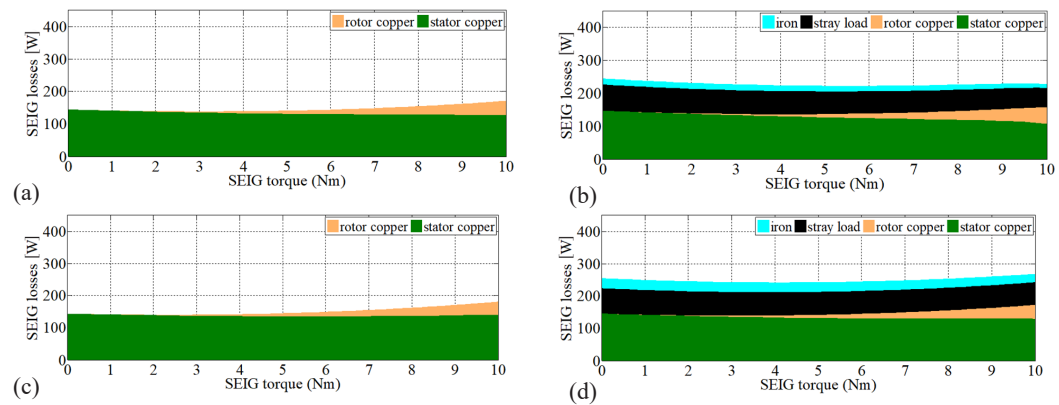 SEIG losses [W]
400
300
200
100
0
rotor copper stator copper
0 1 2 3 4 5 6 7 8 9 10
SEIG torque (Nm)
(a)
SEIG losses [W]
400
300
200
100
0
iron stray load rotor copper stator copper
0 1 2 3 4 5 6 7 8 9 10
SEIG torque (Nm)
(b)
SEIG losses [W]
400
300
200
100
0
rotor copper stator copper
0 1 2 3 4 5 6 7 8 9 10
SEIG torque (Nm)
(c)
SEIG losses [W]
400
300
200
100
0
iron stray load rotor copper stator copper
0 1 2 3 4 5 6 7 8 9 10
SEIG torque (Nm)
(d)